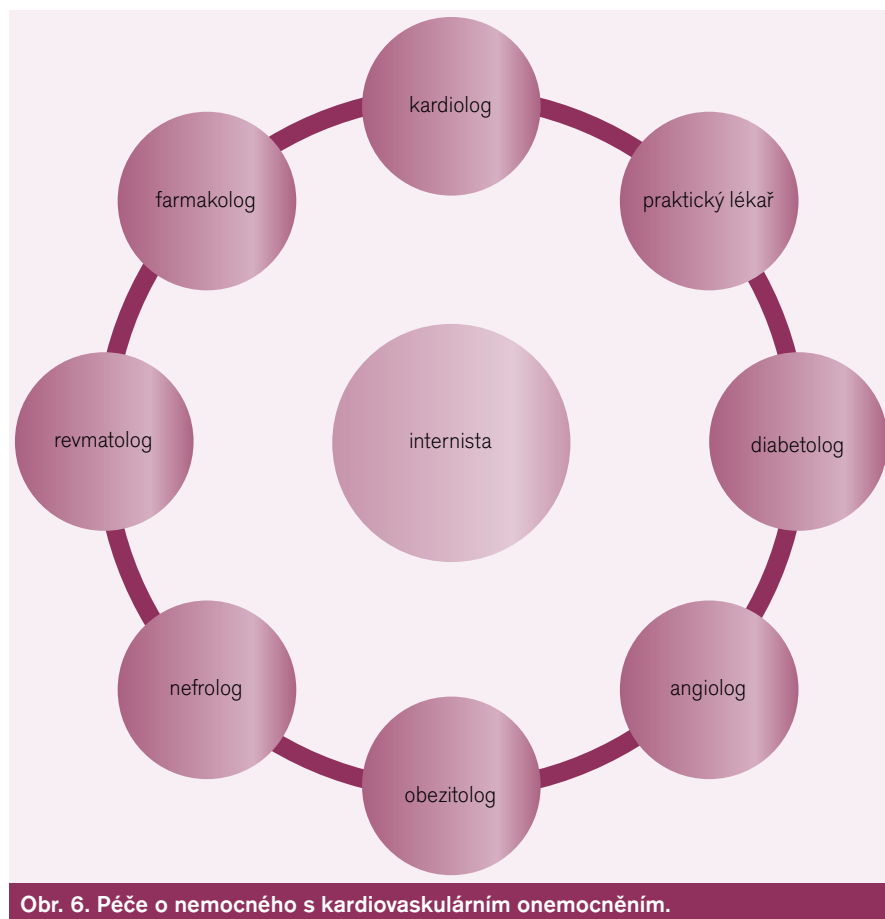 kardiolog
farmakolog
praktický lékař
revmatolog
internista
diabetolog
nefrolog
angiolog
obezitolog
Obr. 6. Péče o nemocného s kardiovaskulárním onemocněním.